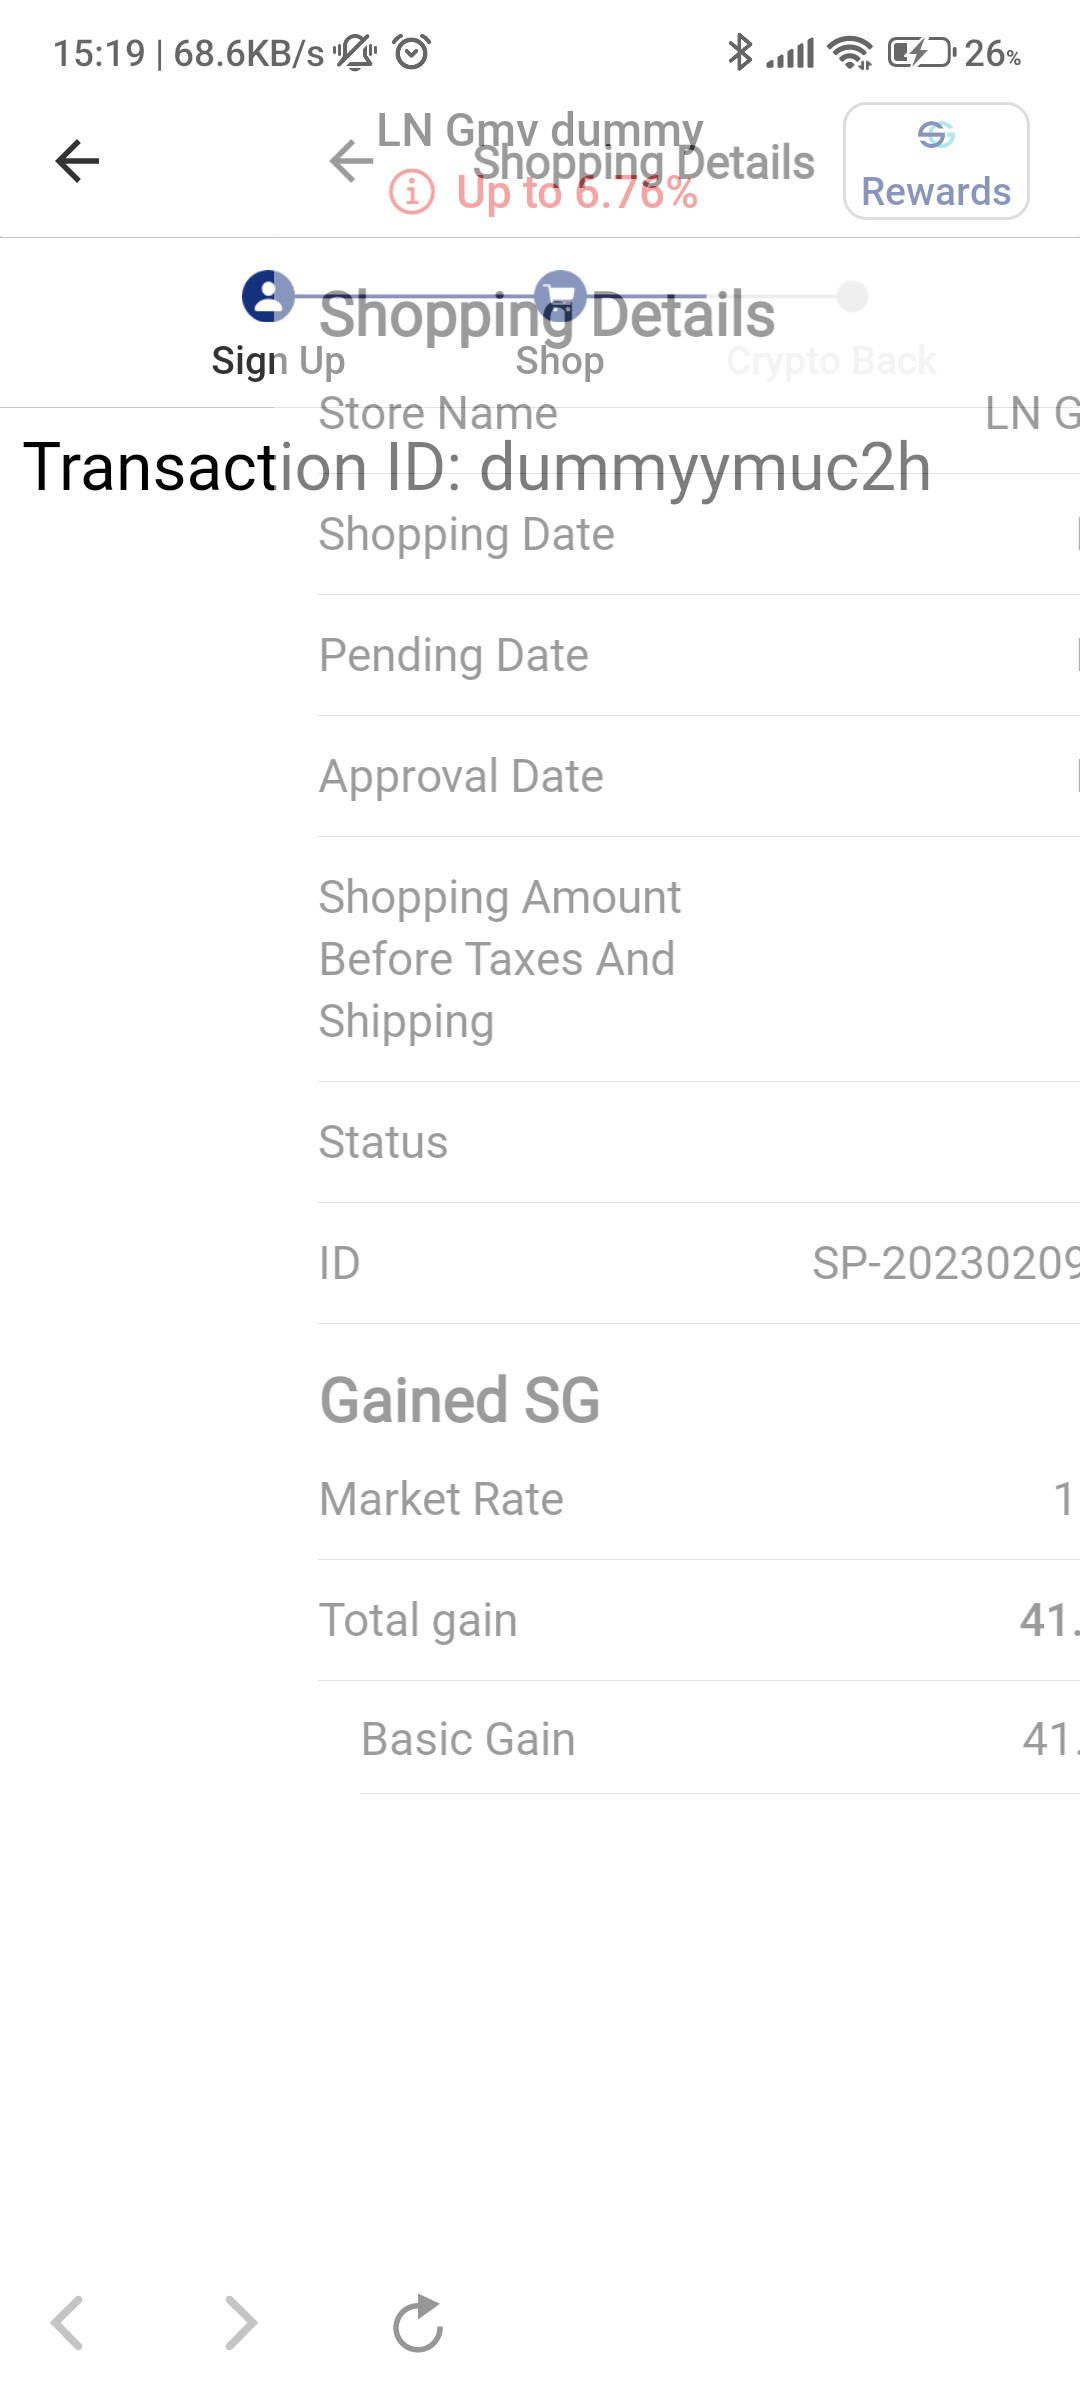 15:19 | 68.6KB/s 26%
LN Gmv dummy
Shopping Details
Up to 6.76%
Rewards
Shopping Details
Sign Up Shop Crypto Back
Store Name LN G
Transaction ID: dummyymuc2h
Shopping Date
Pending Date
Approval Date
Shopping Amount
Before Taxes And
Shipping
Status
ID SP-20230209
Gained SG
Market Rate 1
Total gain 41.
Basic Gain 41.